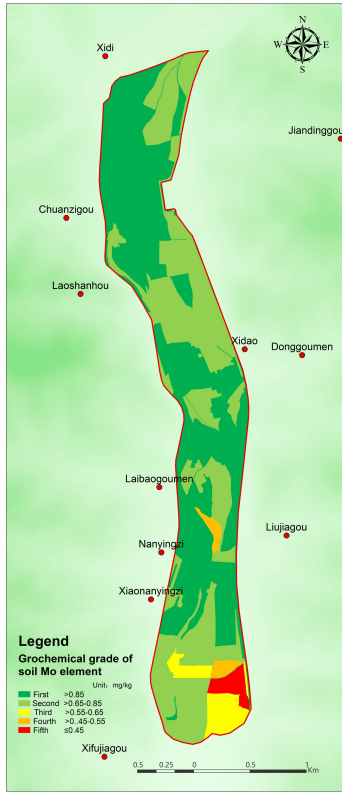 Xidi
N
W
E
S
Jiandinggou
Chuanzigou
Laoshanhou
Xidao
Donggoumen
Laibaogoumen
Liujiagou
Nanyingzi
Xiaonanyingzi
Legend
Grochemical grade of
soil Mo element
Unit: mg/kg
First >0.85
Second >0.65-0.85
Third >0.55-0.65
Fourth >0..45-0.55
Fifth ≤0.45
Xifujiagou
0.5 0.25 0 0.5 1
Km